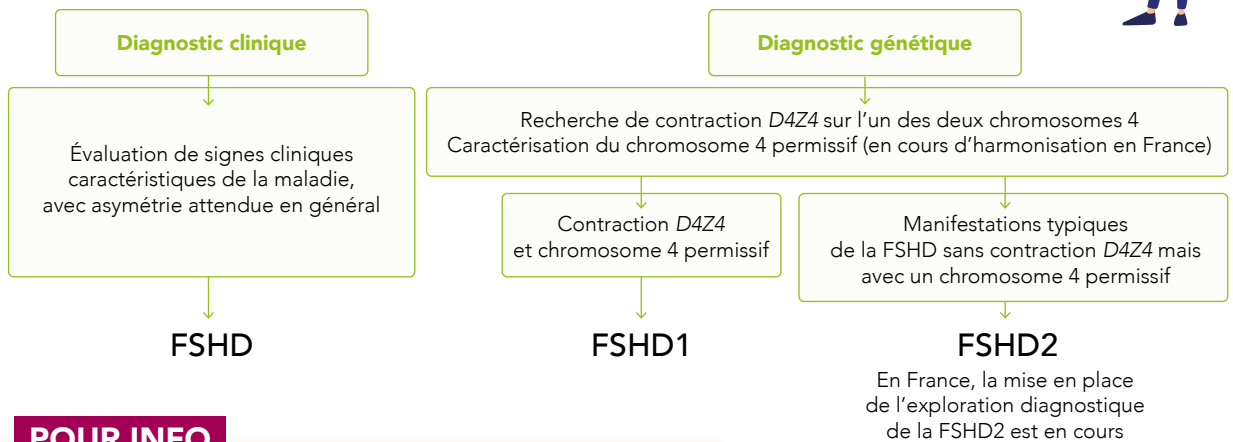 Diagnostic clinique
Évaluation de signes cliniques
caractéristiques de la maladie,
avec asymétrie attendue en général
FSHD
Diagnostic génétique
Recherche de contraction D4Z4 sur l’un des deux chromosomes 4
Caractérisation du chromosome 4 permissif (en cours d’harmonisation en France)
Contraction D4Z4
et chromosome 4 permissif
FSHD1
Manifestations typiques
de la FSHD sans contraction D4Z4 mais
avec un chromosome 4 permissif
FSHD2
En France, la mise en place
de l’exploration diagnostique
de la FSHD2 est en cours
POUR INFO